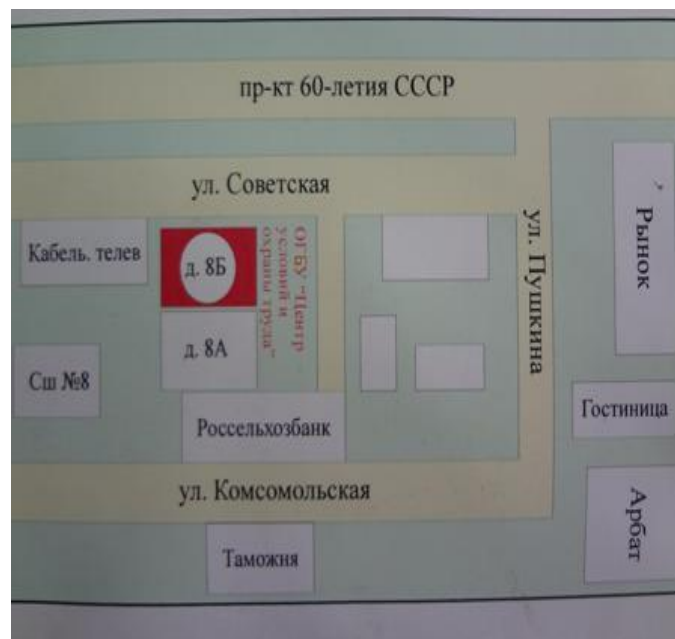 пр-кт 60-летия СССР
ул. Советская
Кабель. телев
д. 8Б
ОГБУ "Центр
условий и
охраны труда"
ул. Пушкина
Рынок
д. 8А
Сш №8
Россельхозбанк
Гостиница
ул. Комсомольская
Арбат
Таможня